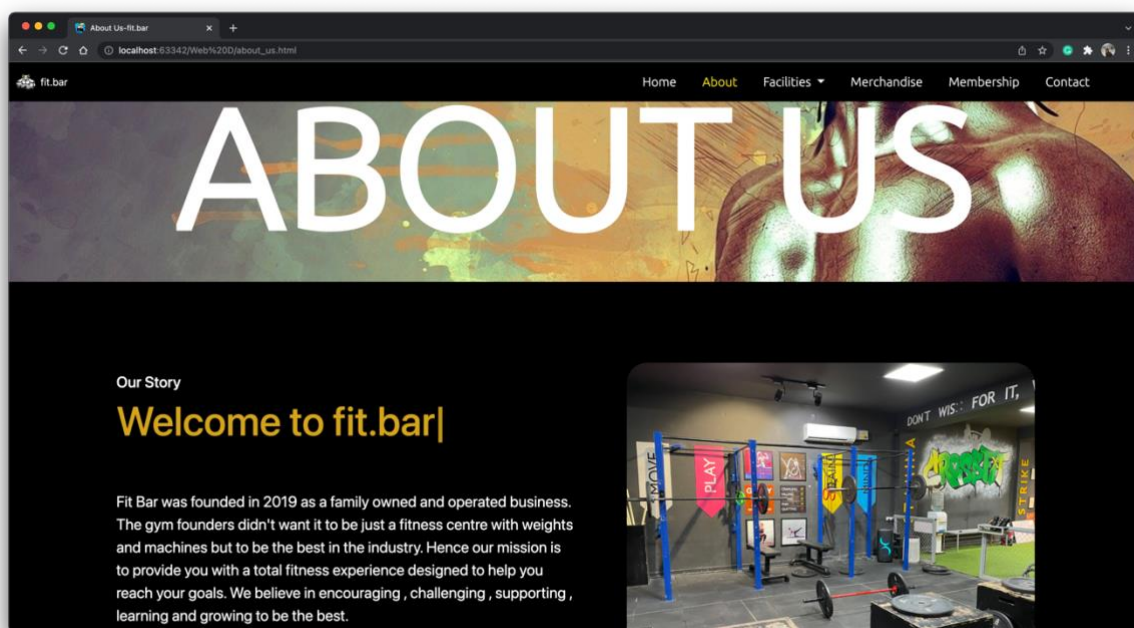 About Us-fit.bar
localhost:63342/Web%20D/about_us.html
fit.bar
Home About Facilities Merchandise Membership Contact
ABOUT US
Our Story
Welcome to fit.bar|
Fit Bar was founded in 2019 as a family owned and operated business.
The gym founders didn't want it to be just a fitness centre with weights
and machines but to be the best in the industry. Hence our mission is
to provide you with a total fitness experience designed to help you
reach your goals. We believe in encouraging , challenging , supporting ,
learning and growing to be the best.
DON'T FOR IT,
MOVE
PLAY
STRIKE